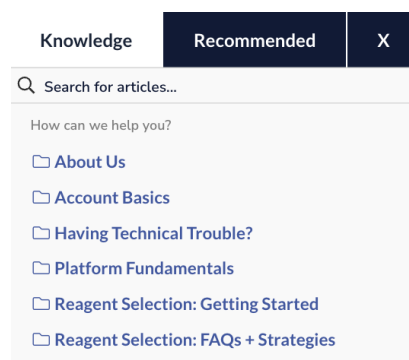 Knowledge Recommended X
Search for articles...
How can we help you?
About Us
Account Basics
Having Technical Trouble?
Platform Fundamentals
Reagent Selection: Getting Started
Reagent Selection: FAQs + Strategies